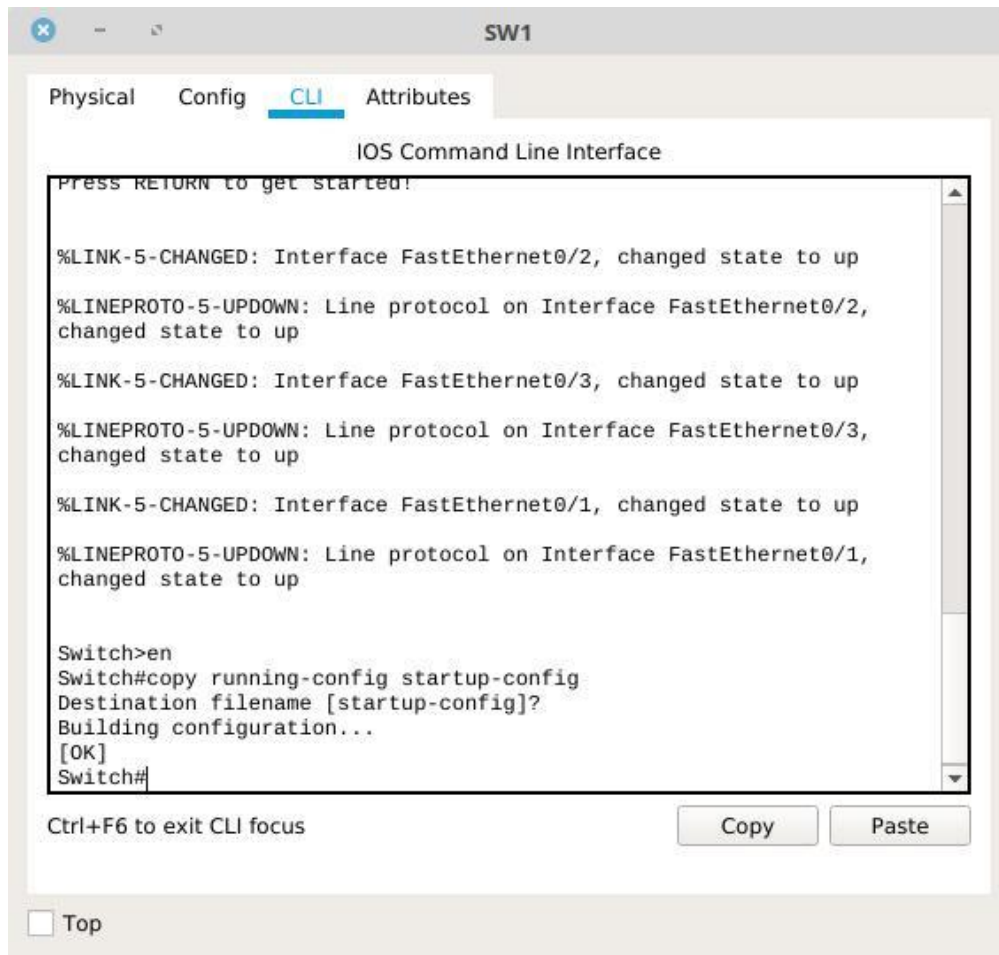 SW1
Physical Config CLI Attributes
IOS Command Line Interface
Press RETURN to get started!
%LINK-5-CHANGED: Interface FastEthernet0/2, changed state to up
%LINEPROTO-5-UPDOWN: Line protocol on Interface FastEthernet0/2,
changed state to up
%LINK-5-CHANGED: Interface FastEthernet0/3, changed state to up
%LINEPROTO-5-UPDOWN: Line protocol on Interface FastEthernet0/3,
changed state to up
%LINK-5-CHANGED: Interface FastEthernet0/1, changed state to up
%LINEPROTO-5-UPDOWN: Line protocol on Interface FastEthernet0/1,
changed state to up
Switch>en
Switch#copy running-config startup-config
Destination filename [startup-config]?
Building configuration...
[OK]
Switch#
Ctrl+F6 to exit CLI focus Copy Paste
Top